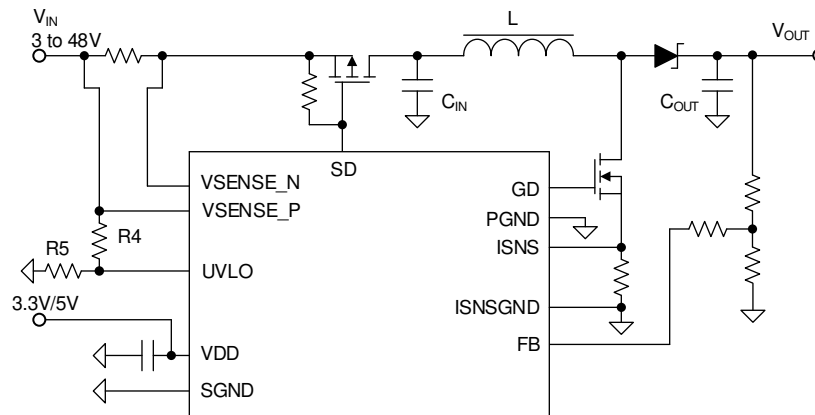 V_IN
3 to 48V
L
V_OUT
C_IN
C_OUT
SD
VSENSE_N
GD
VSENSE_P
PGND
R4
ISNS
R5
UVLO
3.3V/5V
ISNSGND
VDD
FB
SGND